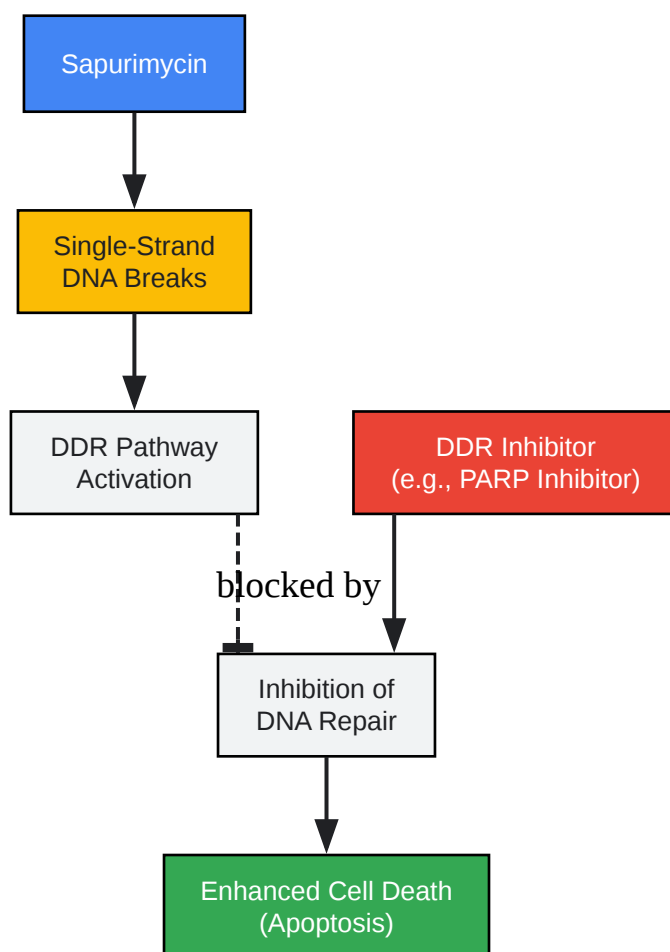 Sapurimycin
Single-Strand
DNA Breaks
DDR Pathway
Activation
DDR Inhibitor
(e.g., PARP Inhibitor)
blocked by
Inhibition of
DNA Repair
Enhanced Cell Death
(Apoptosis)